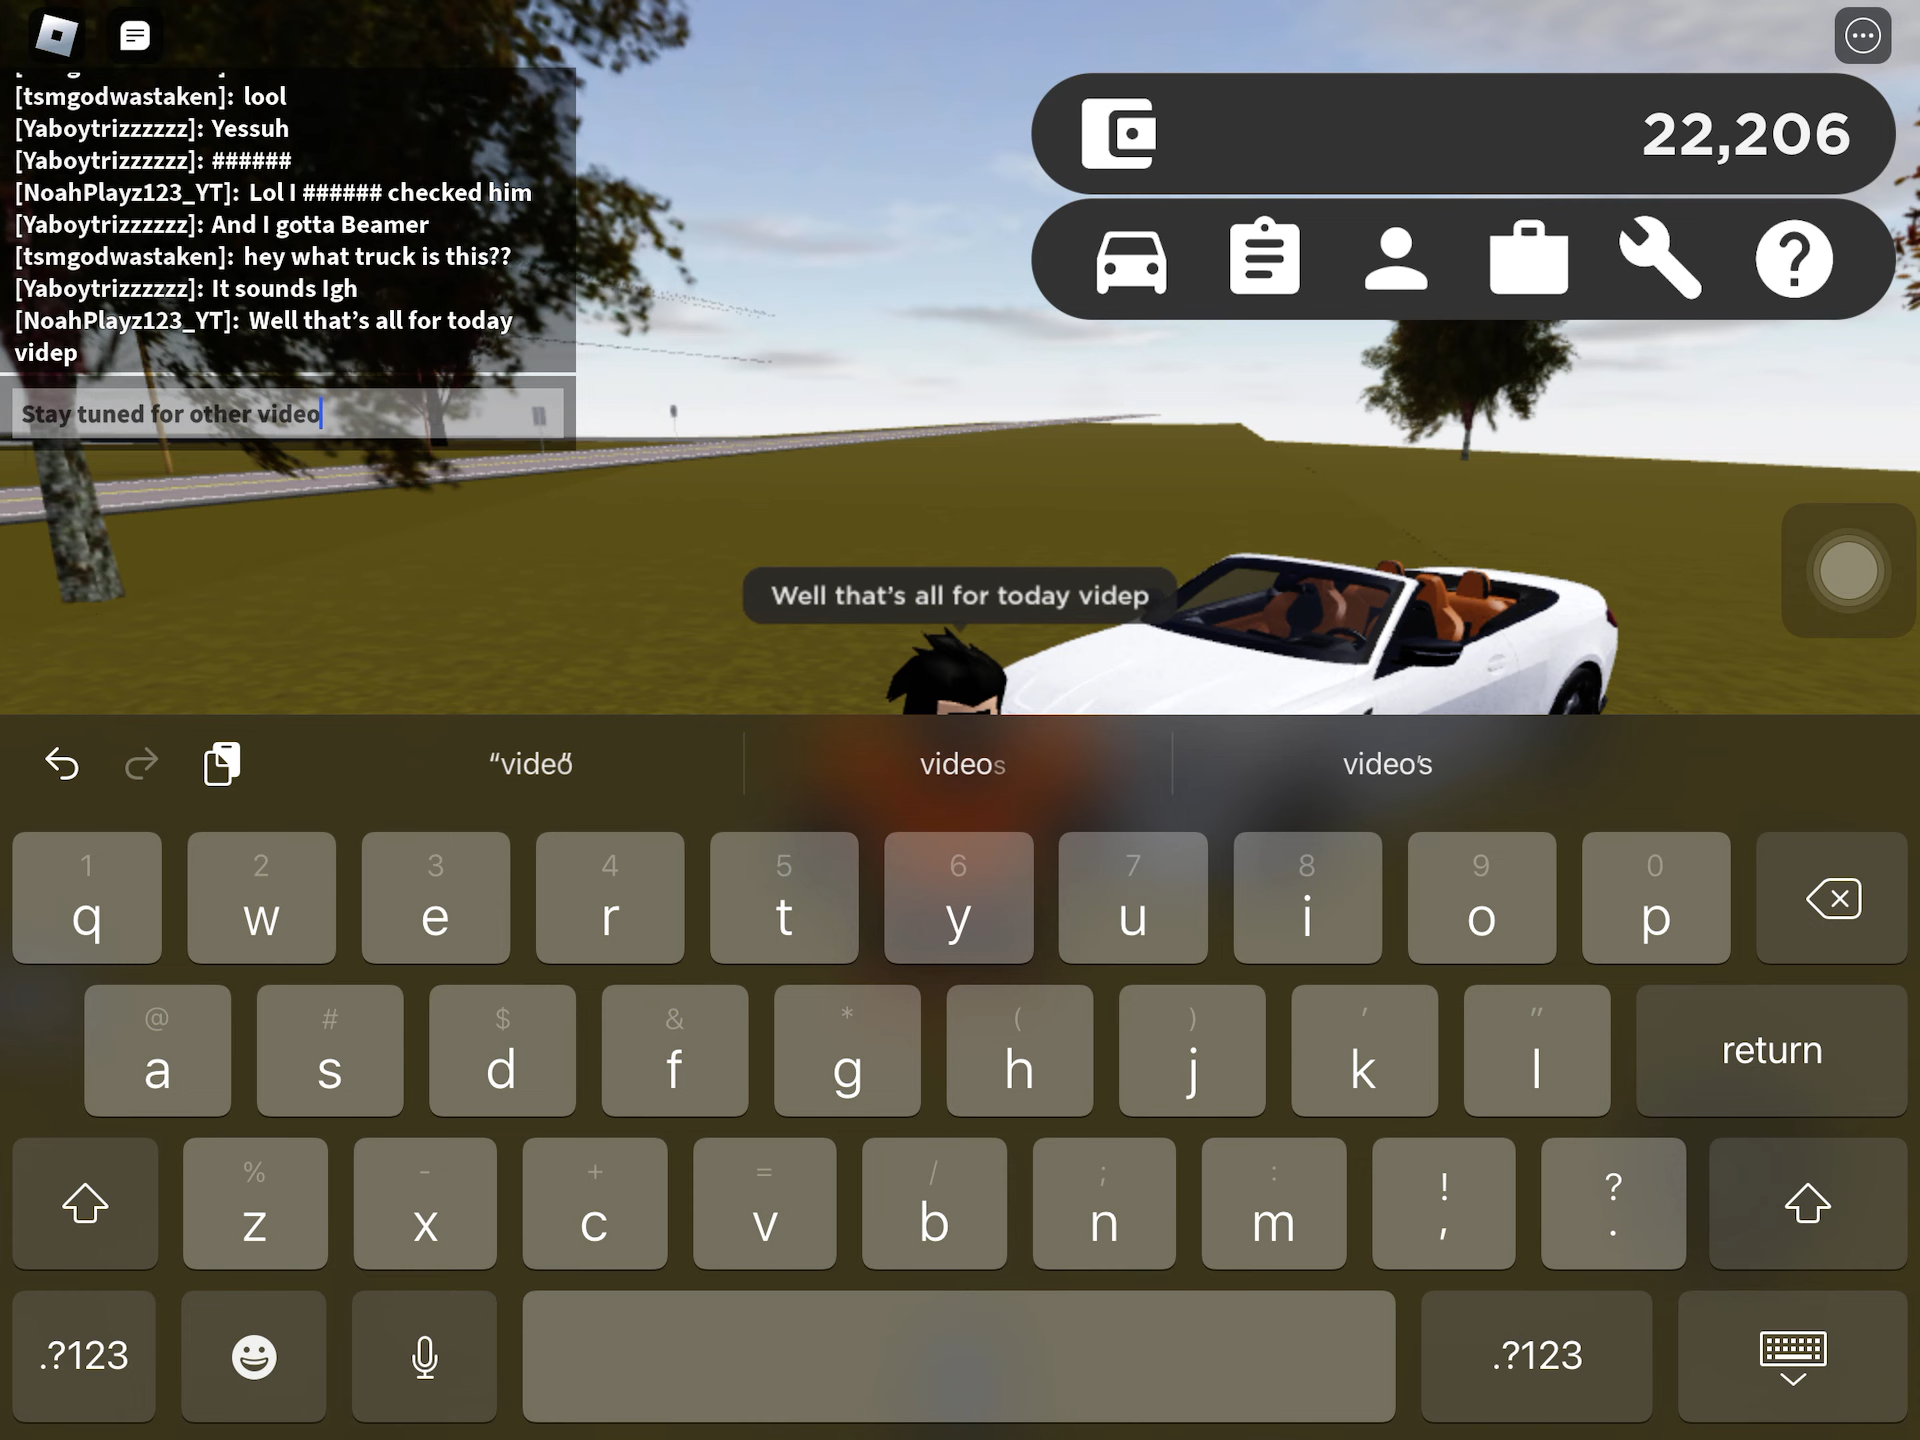 [tsmgodwastaken]: lool
[Yaboytrizzzzzz]: Yessuh
[Yaboytrizzzzzz]: ######
[NoahPlayz123_YT]: Lol I ###### checked him
[Yaboytrizzzzzz]: And I gotta Beamer
[tsmgodwastaken]: hey what truck is this??
[Yaboytrizzzzzz]: It sounds Igh
[NoahPlayz123_YT]: Well that’s all for today
videp
Stay tuned for other video
22,206
Well that’s all for today videp
“video” videos video’s
1 2 3 4 5 6 7 8 9 0
q w e r t y u i o p
@ # $ & * ( ) ’ ”
a s d f g h j k l return
% - + = / ; : ! ?
z x c v b n m , .
.?123 .?123